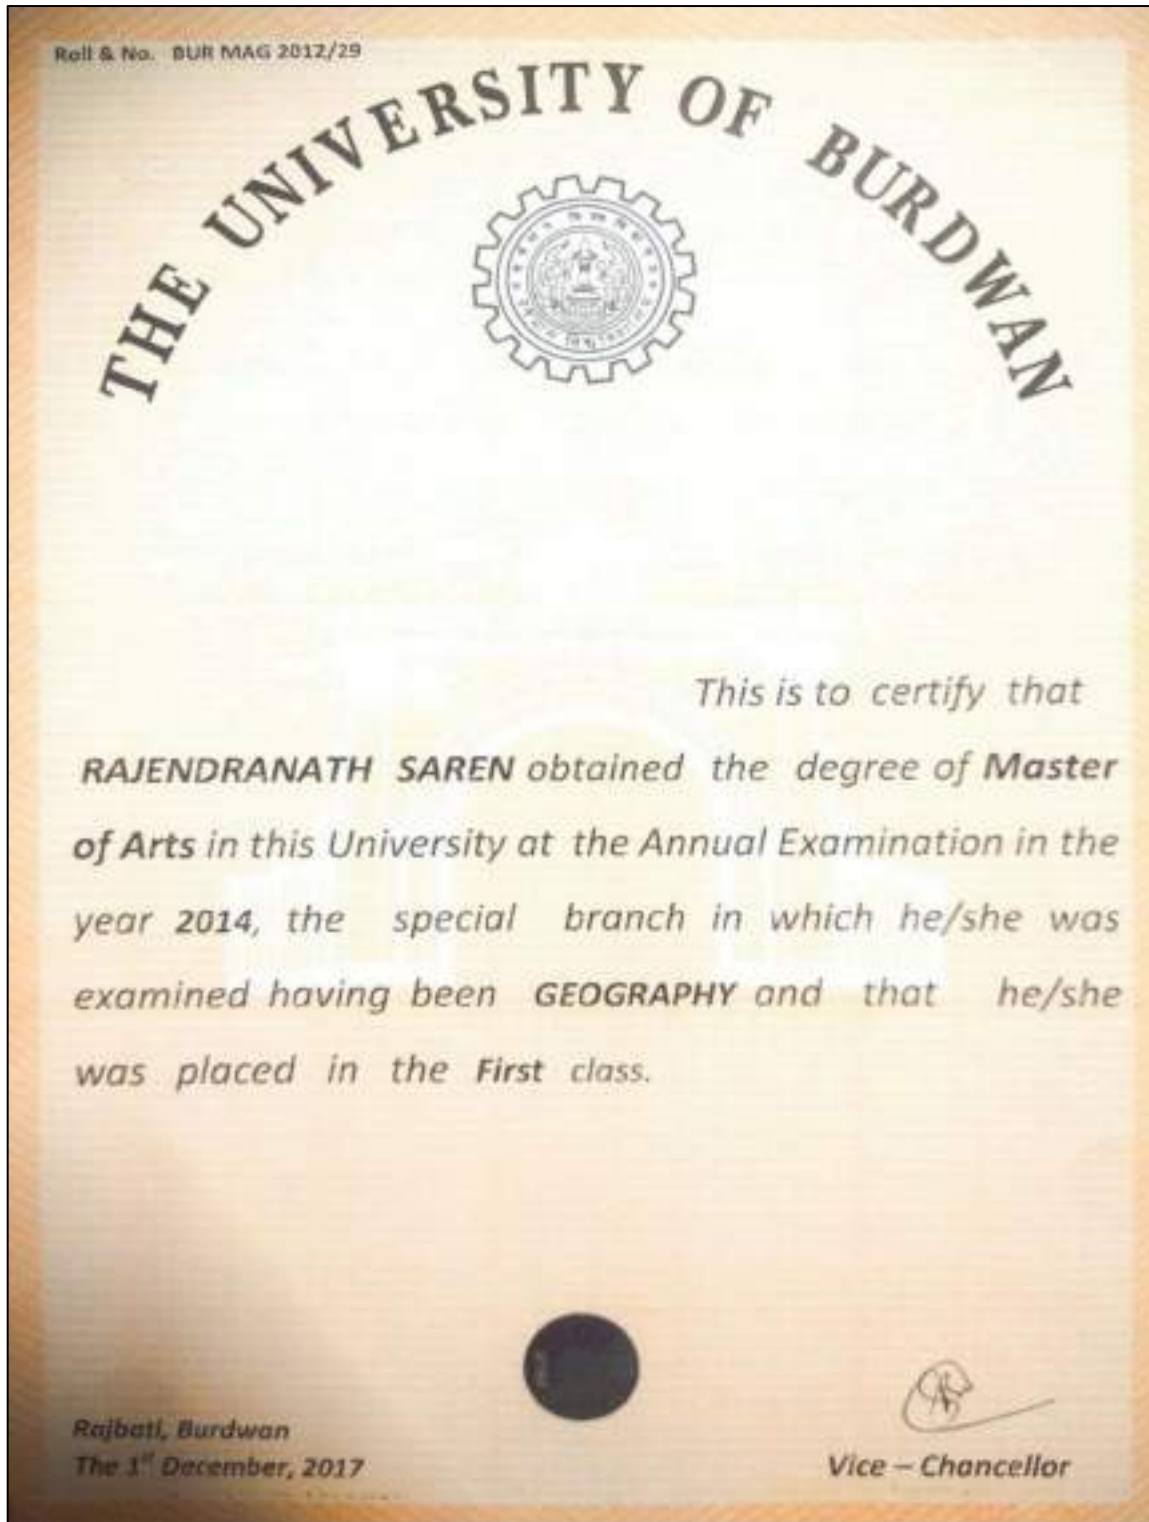 Roll & No. BUR MAG 2012/29
THE UNIVERSITY OF BURDWAN
This is to certify that
RAJENDRANATH SAREN obtained the degree of Master
of Arts in this University at the Annual Examination in the
year 2014, the special branch in which he/she was
examined having been GEOGRAPHY and that he/she
was placed in the First class.
Rajbati, Burdwan
The 1st December, 2017
Vice – Chancellor